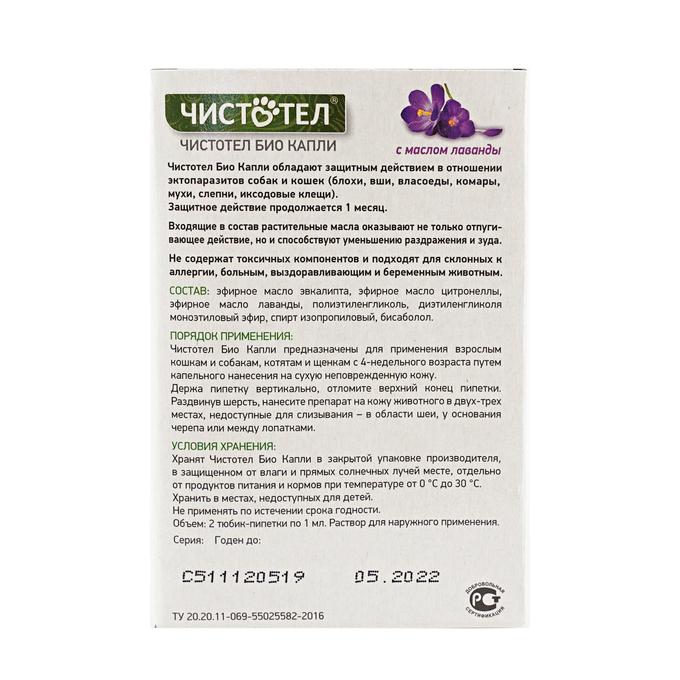 ЧИСТОТЕЛ®
ЧИСТОТЕЛ БИО КАПЛИ
с маслом лаванды
Чистотел Био Капли обладают защитным действием в отношении
эктопаразитов собак и кошек (блохи, вши, власоеды, комары,
мухи, слепни, иксодовые клещи).
Защитное действие продолжается 1 месяц.
Входящие в состав растительные масла оказывают не только отпуги-
вающее действие, но и способствуют уменьшению раздражения и зуда.
Не содержат токсичных компонентов и подходят для склонных к
аллергии, больным, выздоравливающим и беременным животным.
СОСТАВ: эфирное масло эвкалипта, эфирное масло цитронеллы,
эфирное масло лаванды, полиэтиленгликоль, диэтиленгликоля
моноэтиловый эфир, спирт изопропиловый, бисаболол.
ПОРЯДОК ПРИМЕНЕНИЯ:
Чистотел Био Капли предназначены для применения взрослым
кошкам и собакам, котятам и щенкам с 4-недельного возраста путем
капельного нанесения на сухую неповрежденную кожу.
Держа пипетку вертикально, отломите верхний конец пипетки.
Раздвинув шерсть, нанесите препарат на кожу животного в двух-трех
местах, недоступные для слизывания – в области шеи, у основания
черепа или между лопатками.
УСЛОВИЯ ХРАНЕНИЯ:
Хранят Чистотел Био Капли в закрытой упаковке производителя,
в защищенном от влаги и прямых солнечных лучей месте, отдельно
от продуктов питания и кормов при температуре от 0 °С до 30 °С.
Хранить в местах, недоступных для детей.
Не применять по истечении срока годности.
Объем: 2 тюбик-пипетки по 1 мл. Раствор для наружного применения.
Серия: Годен до:
С511120519 05.2022
ДОБРОВОЛЬНАЯ
РСТ
СЕРТИФИКАЦИЯ
ТУ 20.20.11-069-55025582-2016